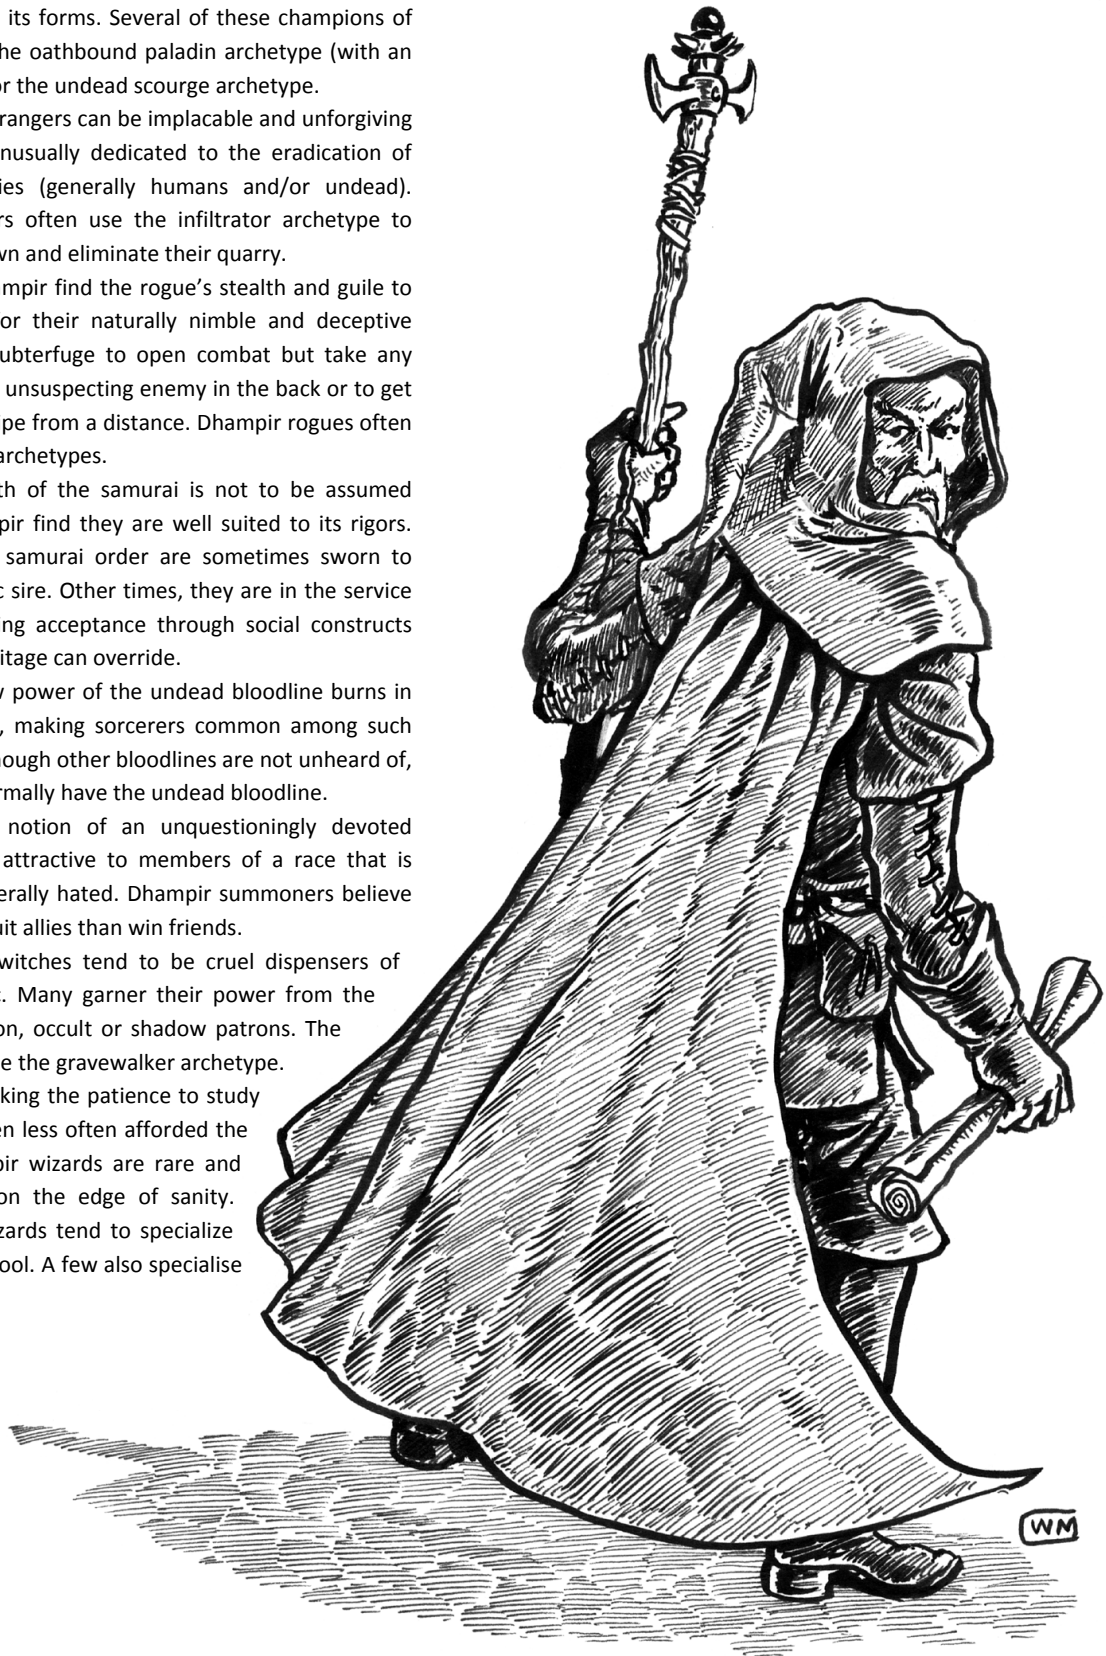 its forms. Several of these champions of
he oathbound paladin archetype (with an
or the undead scourge archetype.
rangers can be implacable and unforgiving
nusually dedicated to the eradication of
ies (generally humans and/or undead).
rs often use the infiltrator archetype to
wn and eliminate their quarry.
ampir find the rogue’s stealth and guile to
or their naturally nimble and deceptive
ubterfuge to open combat but take any
unsuspecting enemy in the back or to get
ipe from a distance. Dhampir rogues often
archetypes.
th of the samurai is not to be assumed
pir find they are well suited to its rigors.
samurai order are sometimes sworn to
c sire. Other times, they are in the service
ing acceptance through social constructs
ritage can override.
w power of the undead bloodline burns in
, making sorcerers common among such
hough other bloodlines are not unheard of,
rmally have the undead bloodline.
notion of an unquestioningly devoted
attractive to members of a race that is
nerally hated. Dhampir summoners believe
uit allies than win friends.
witches tend to be cruel dispensers of
c. Many garner their power from the
on, occult or shadow patrons. The
e the gravewalker archetype.
king the patience to study
en less often afforded the
pir wizards are rare and
on the edge of sanity.
izards tend to specialize
ool. A few also specialise
WM